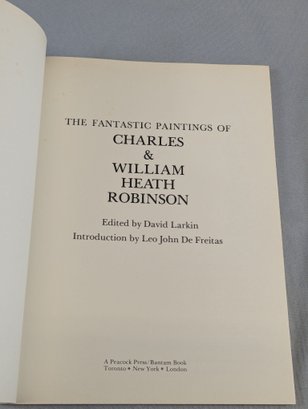 THE FANTASTIC PAINTINGS OF
CHARLES
&
WILLIAM
HEATH
ROBINSON
Edited by David Larkin
Introduction by Leo John De Freitas
A Peacock Press/Bantam Book
Toronto • New York • London